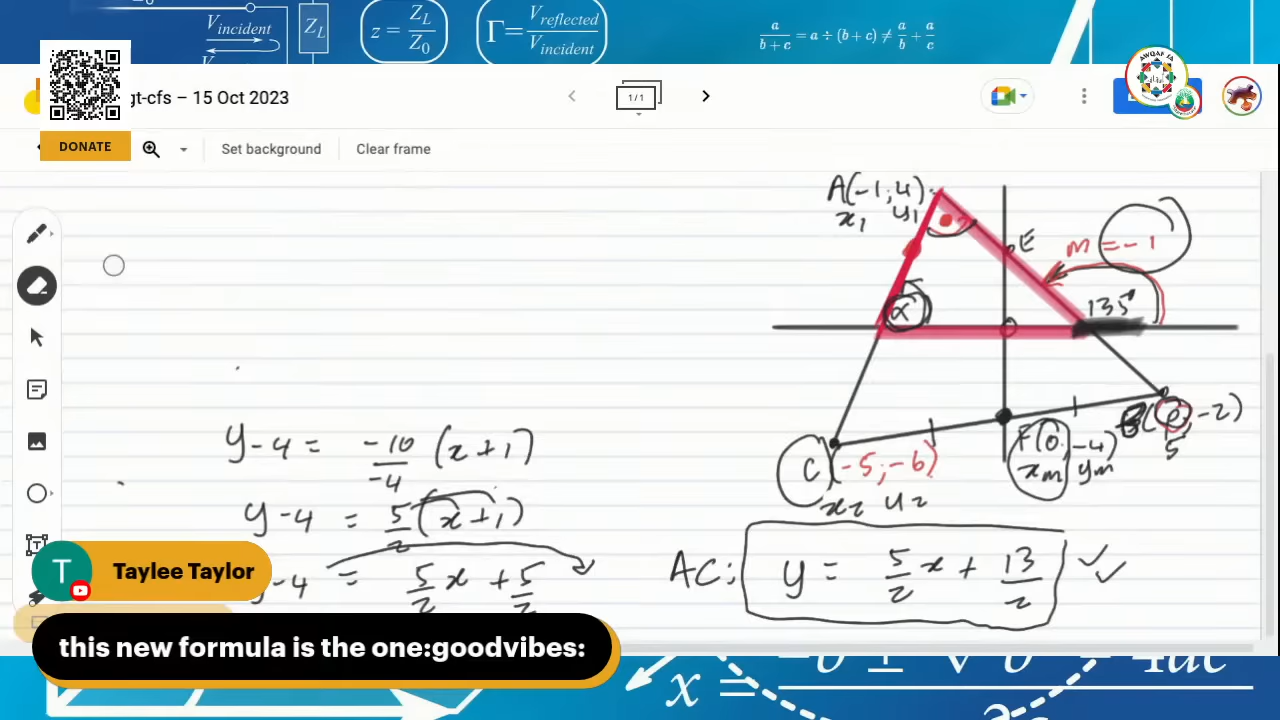 V incident
Z_L
z = Z_L/Z_0
Γ = V reflected/V incident
a/(b+c) = a ÷ (b+c) ≠ a/b + a/c
gt-cfs – 15 Oct 2023
1/1
AWQAF SA
DONATE
Set background
Clear frame
A(-1;4)
x1 y1
E
m = -1
135°
α
y-4 = -10/-4 (x+1)
y-4 = 5/2 (x+1)
y-4 = 5/2 x + 5/2
C(-5;-6)
x2 y2
F(0;-4)
xm ym
-2)
5
AC: y = 5/2 x + 13/2
T
Taylee Taylor
this new formula is the one:goodvibes:
x =
4ac